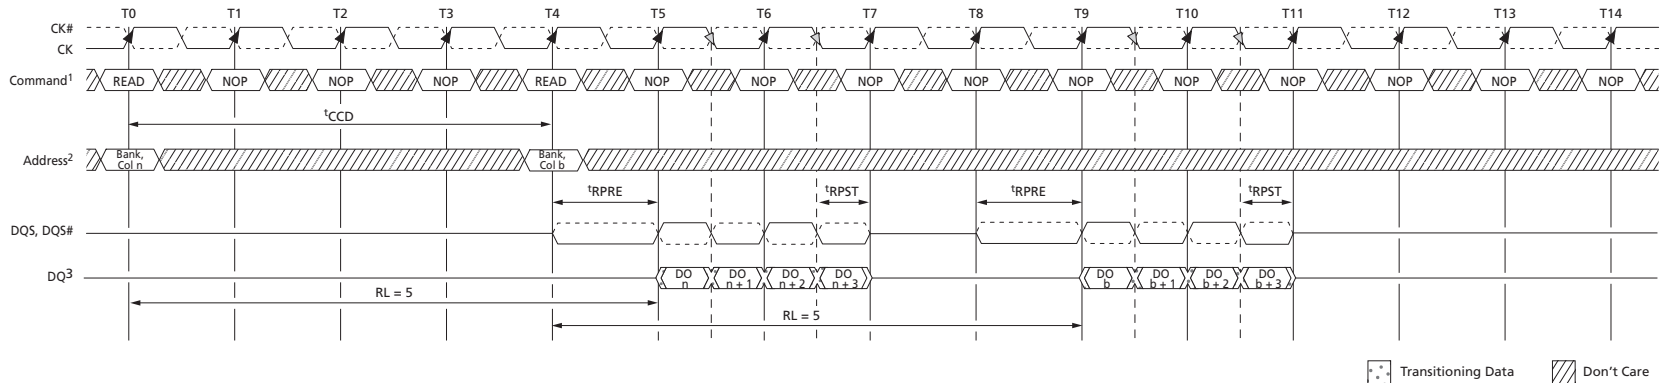 T0 T1 T2 T3 T4 T5 T6 T7 T8 T9 T10 T11 T12 T13 T14
CK#
CK
Command1 READ NOP NOP NOP READ NOP NOP NOP NOP NOP NOP NOP NOP NOP NOP
tCCD
Address2 Bank, Col n Bank, Col b
tRPRE tRPST tRPRE tRPST
DQS, DQS#
DQ3 DO n DO n + 1 DO n + 2 DO n + 3 DO b DO b + 1 DO b + 2 DO b + 3
RL = 5
RL = 5
Transitioning Data Don't Care